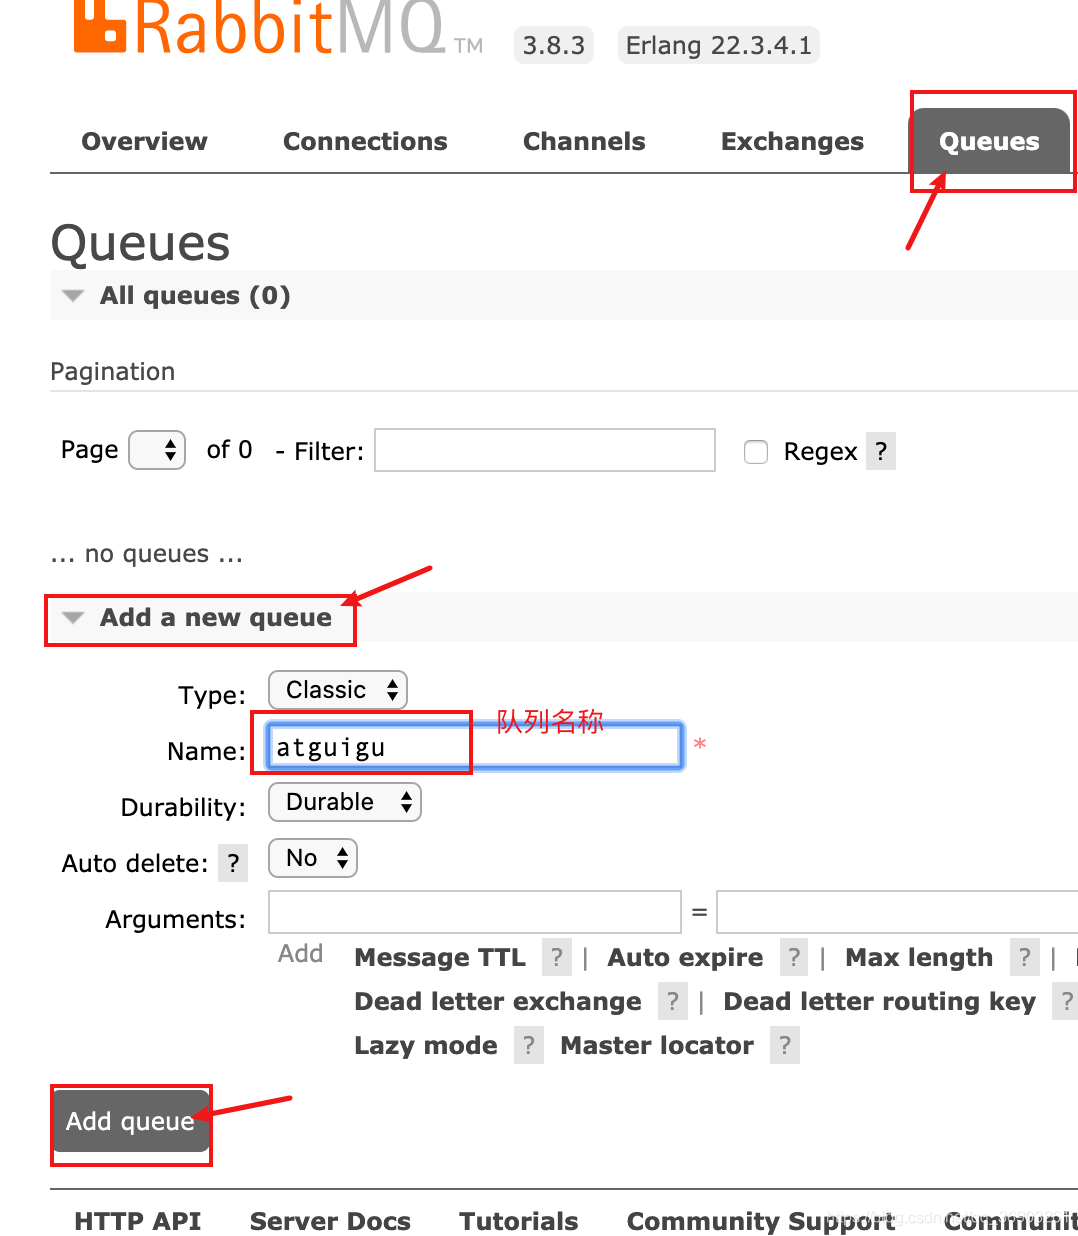 RabbitMQ TM 3.8.3 Erlang 22.3.4.1
Overview Connections Channels Exchanges Queues
Queues
All queues (0)
Pagination
Page of 0 - Filter: Regex ?
... no queues ...
Add a new queue
Type: Classic
队列名称
Name: atguigu *
Durability: Durable
Auto delete: ? No
Arguments: =
Add Message TTL ? | Auto expire ? | Max length ? |
Dead letter exchange ? | Dead letter routing key ?
Lazy mode ? Master locator ?
Add queue
HTTP API Server Docs Tutorials Community Support Communit